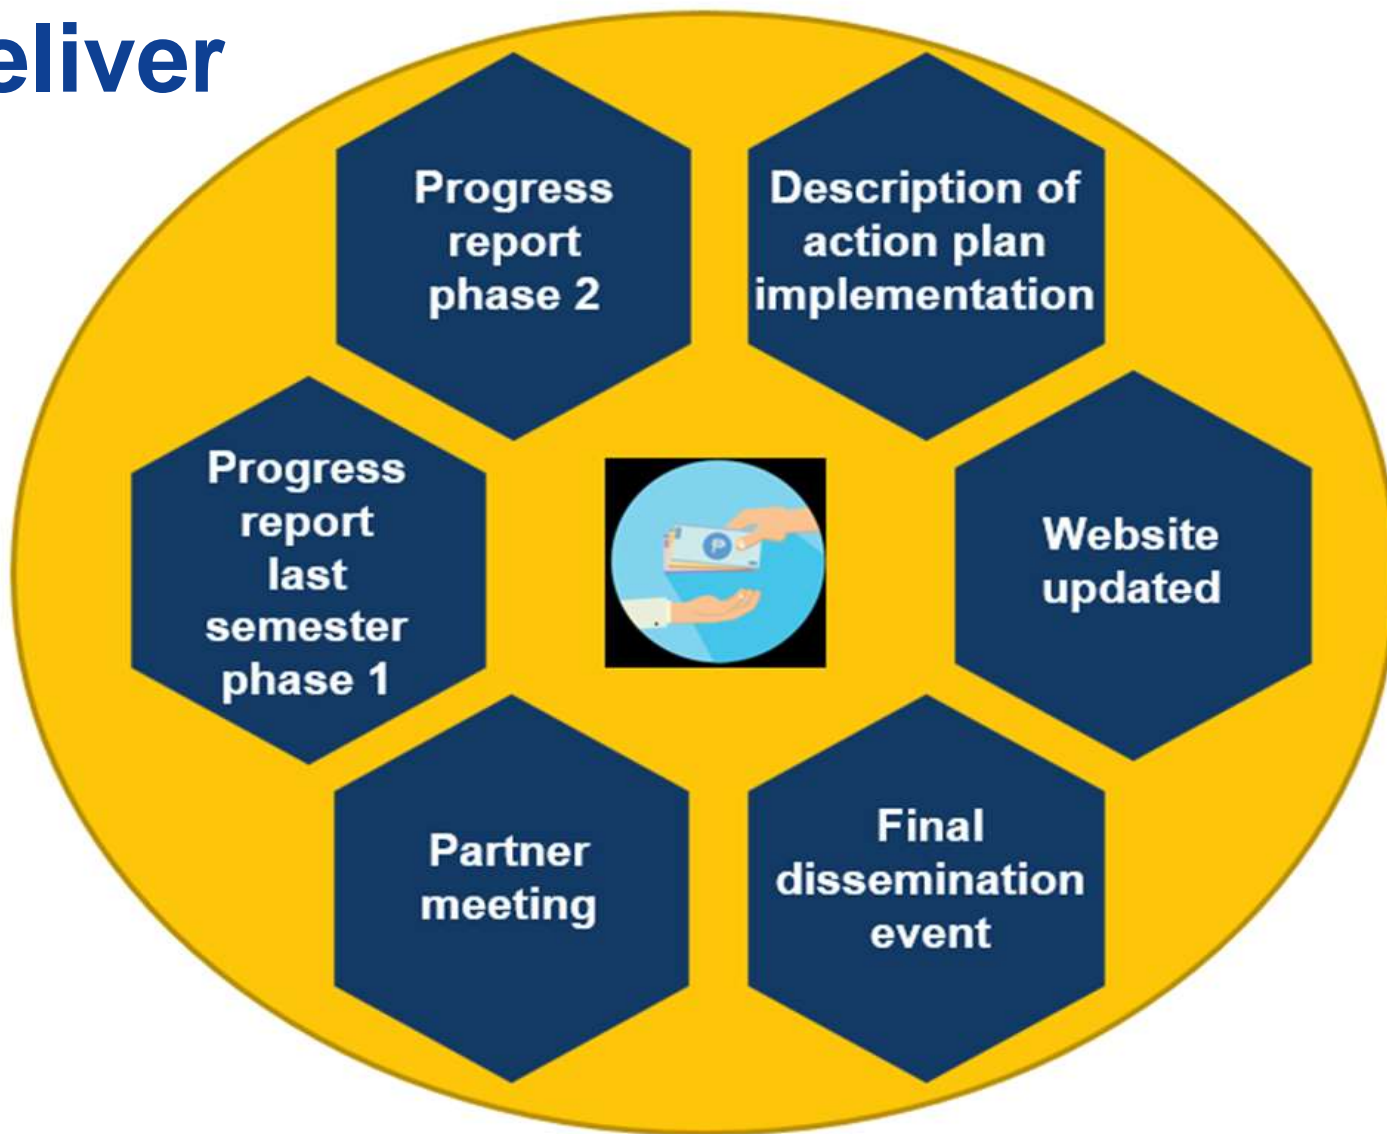 eliver
Progress
report
phase 2
Description of
action plan
implementation
Progress
report
last
semester
phase 1
Website
updated
Partner
meeting
Final
dissemination
event